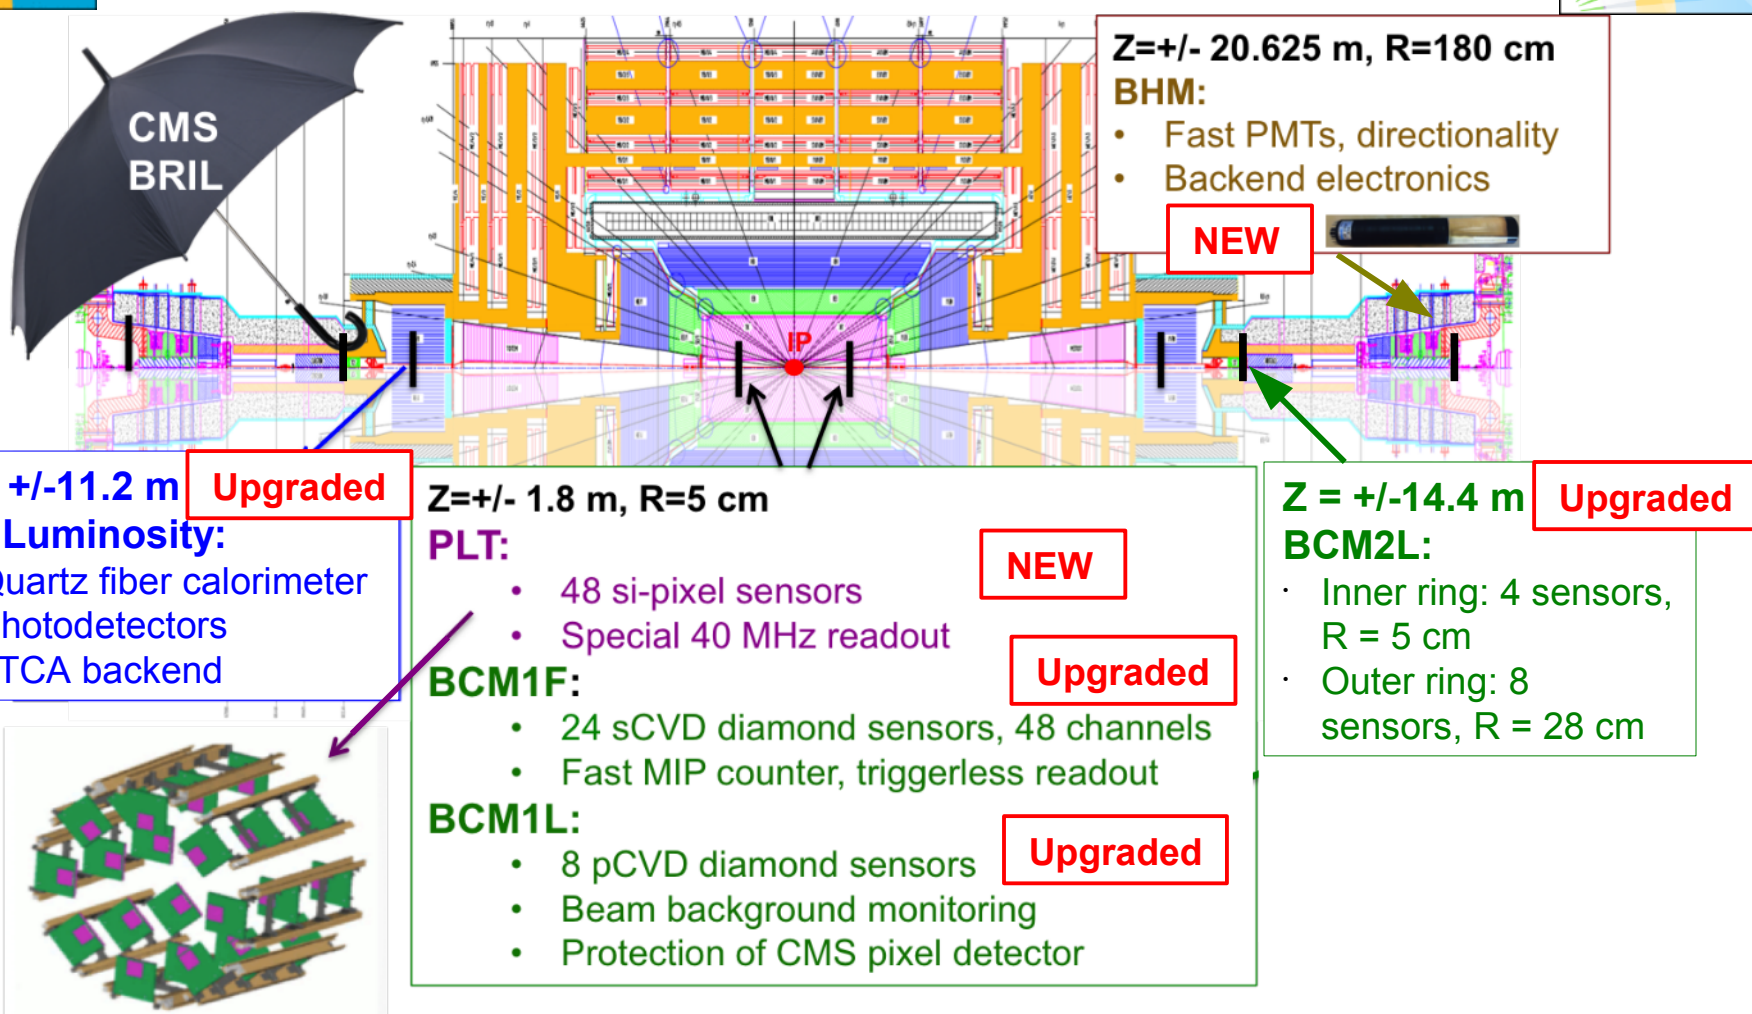 CMS
BRIL
Z=+/- 20.625 m, R=180 cm
BHM:
• Fast PMTs, directionality
• Backend electronics
NEW
IP
+/-11.2 m
Upgraded
Luminosity:
Quartz fiber calorimeter
hotodetectors
TCA backend
Z=+/- 1.8 m, R=5 cm
PLT:
NEW
• 48 si-pixel sensors
• Special 40 MHz readout
BCM1F:
Upgraded
• 24 sCVD diamond sensors, 48 channels
• Fast MIP counter, triggerless readout
BCM1L:
Upgraded
• 8 pCVD diamond sensors
• Beam background monitoring
• Protection of CMS pixel detector
Z = +/-14.4 m
Upgraded
BCM2L:
· Inner ring: 4 sensors,
R = 5 cm
· Outer ring: 8
sensors, R = 28 cm